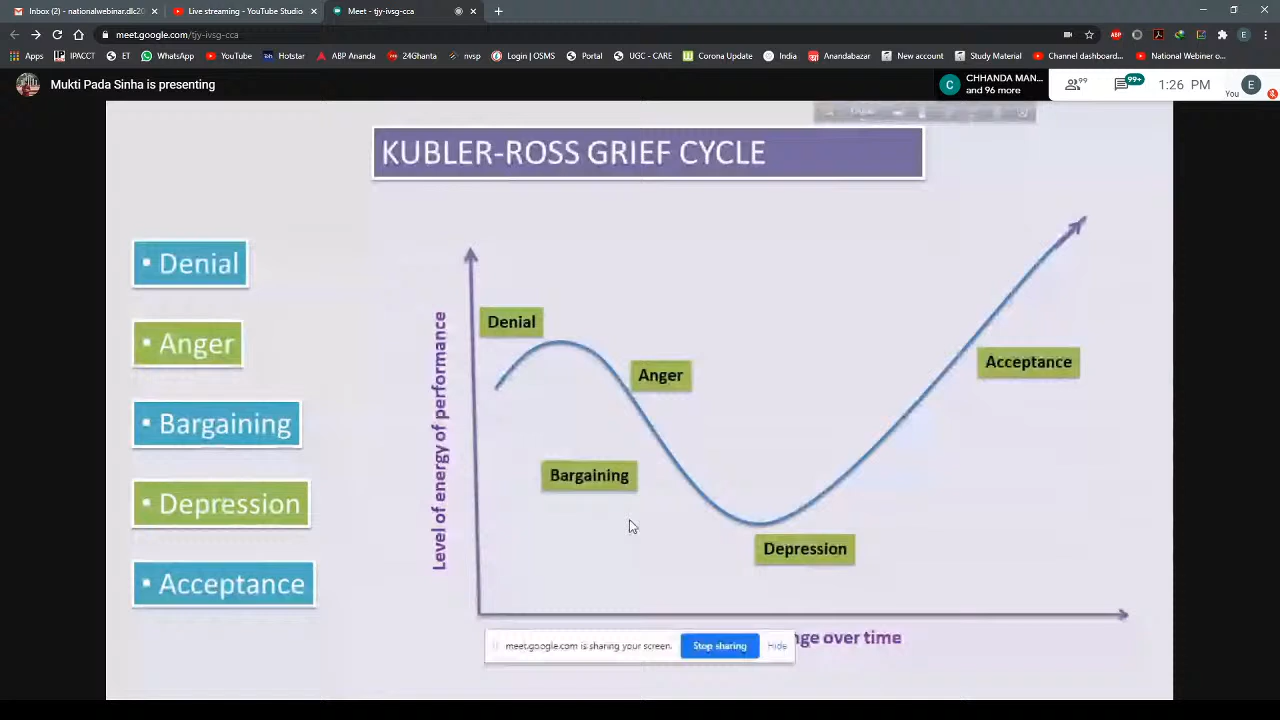 Inbox (0) - nationalwebinar.dlc20
Live streaming - YouTube Studio
Meet - tjy-ivsg-cca
meet.google.com/tjy-ivsg-cca
Apps
IPACCT
ET
WhatsApp
YouTube
Hotstar
ABP Ananda
24Ghanta
nvsp
Login | OSMS
Portal
UGC - CARE
Corona Update
India
Anandabazar
New account
Study Material
Channel dashboard...
National Webinar o...
Mukti Pada Sinha is presenting
C
CHHANDA MAN...
and 96 more
99
99+
1:26 PM
You
E
KUBLER-ROSS GRIEF CYCLE
▪ Denial
▪ Anger
▪ Bargaining
▪ Depression
▪ Acceptance
Level of energy of performance
Denial
Anger
Bargaining
Depression
Acceptance
over time
meet.google.com is sharing your screen.
Stop sharing
Hide